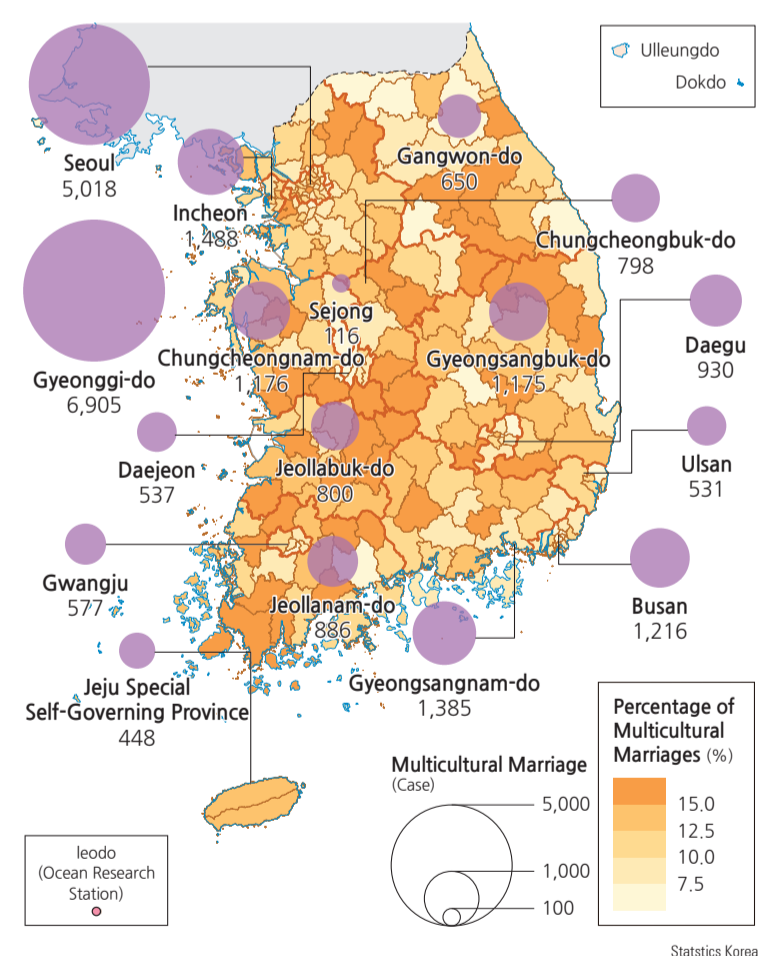 Ulleungdo
Dokdo
Seoul
5,018
Gangwon-do
650
Incheon
1,488
Chungcheongbuk-do
798
Sejong
116
Chungcheongnam-do
1,176
Gyeongsangbuk-do
1,175
Daegu
930
Gyeonggi-do
6,905
Daejeon
537
Jeollabuk-do
800
Ulsan
531
Gwangju
577
Jeollanam-do
886
Busan
1,216
Jeju Special
Self-Governing Province
448
Gyeongsangnam-do
1,385
Percentage of
Multicultural
Marriages (%)
15.0
12.5
10.0
7.5
Multicultural Marriage
(Case)
5,000
1,000
100
Ieodo
(Ocean Research
Station)
Statstics Korea